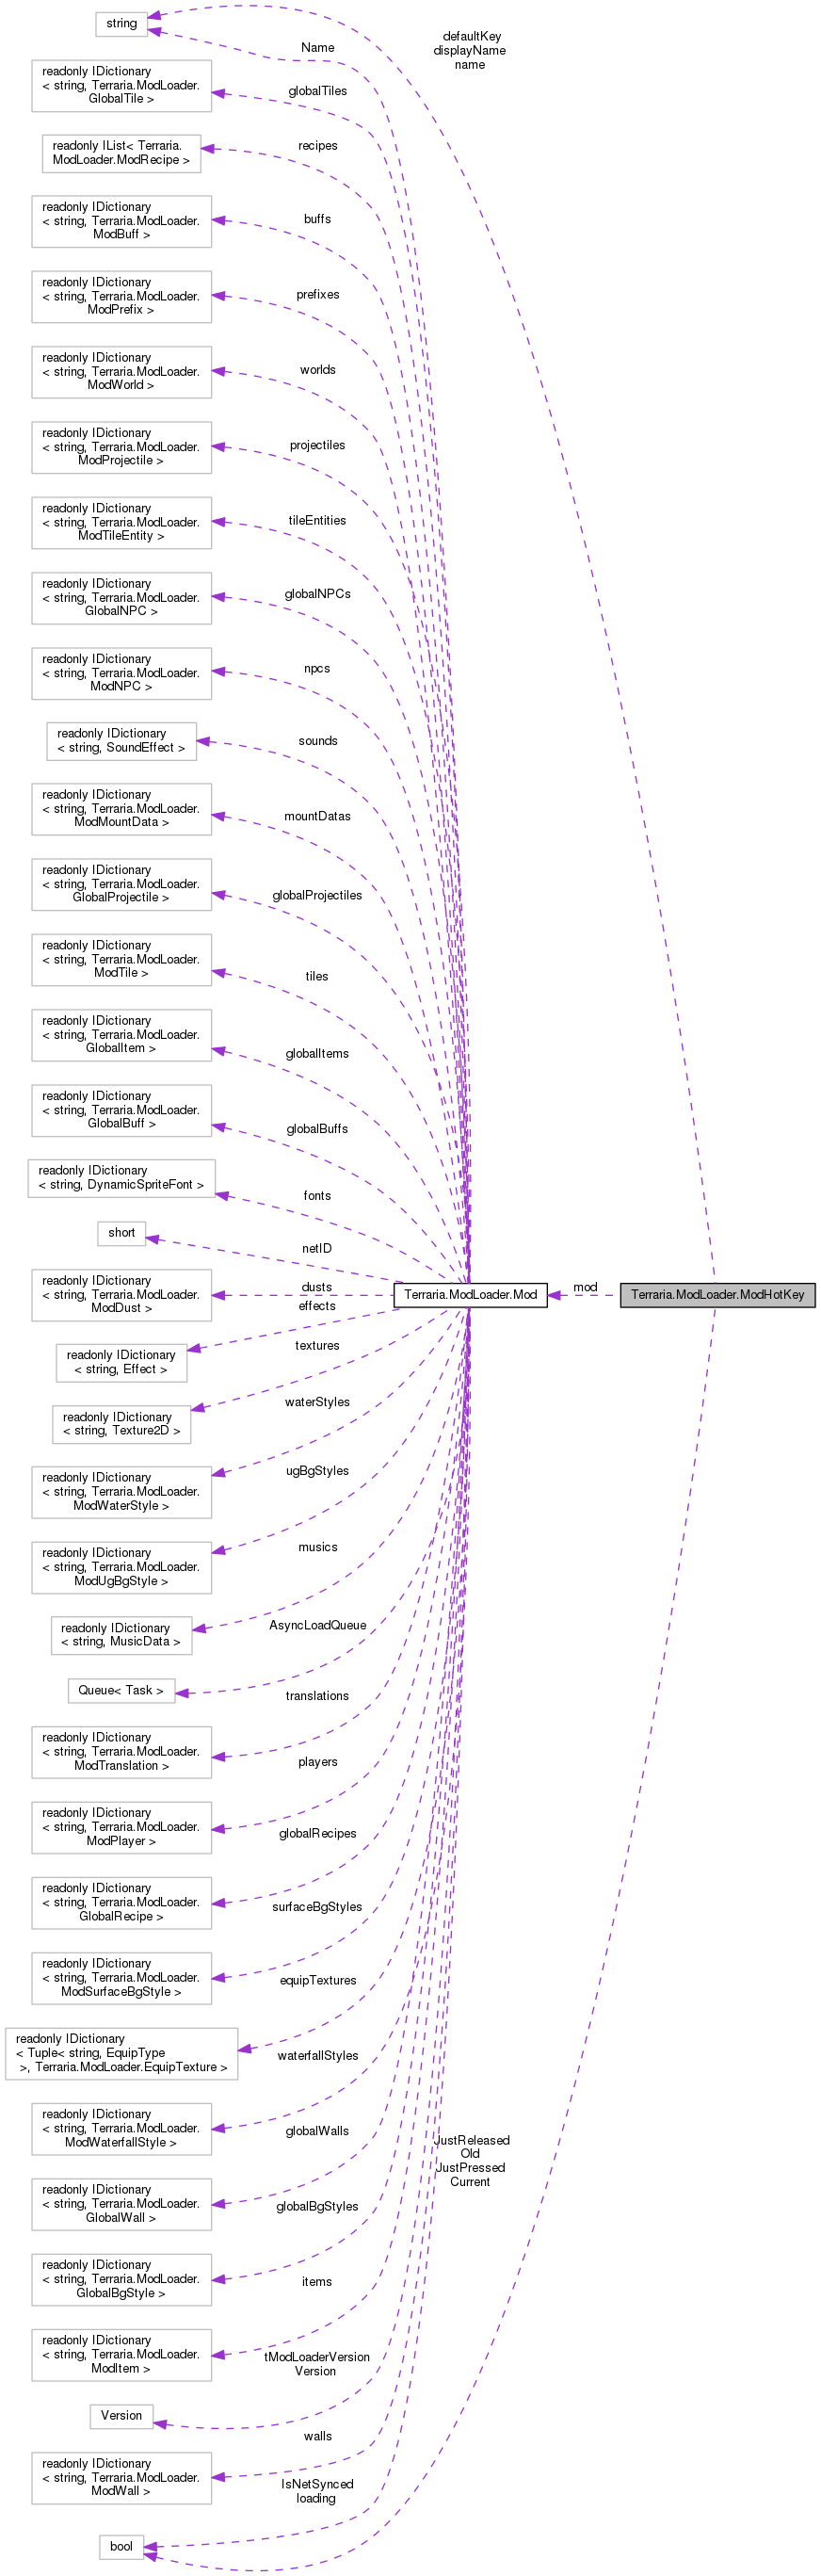 string
defaultKey
displayName
name
Name
readonly IDictionary
< string, Terraria.ModLoader.
GlobalTile >
globalTiles
readonly IList< Terraria.
ModLoader.ModRecipe >
recipes
readonly IDictionary
< string, Terraria.ModLoader.
ModBuff >
buffs
readonly IDictionary
< string, Terraria.ModLoader.
ModPrefix >
prefixes
readonly IDictionary
< string, Terraria.ModLoader.
ModWorld >
worlds
readonly IDictionary
< string, Terraria.ModLoader.
ModProjectile >
projectiles
readonly IDictionary
< string, Terraria.ModLoader.
ModTileEntity >
tileEntities
readonly IDictionary
< string, Terraria.ModLoader.
GlobalNPC >
globalNPCs
readonly IDictionary
< string, Terraria.ModLoader.
ModNPC >
npcs
readonly IDictionary
< string, SoundEffect >
sounds
readonly IDictionary
< string, Terraria.ModLoader.
ModMountData >
mountDatas
readonly IDictionary
< string, Terraria.ModLoader.
GlobalProjectile >
globalProjectiles
readonly IDictionary
< string, Terraria.ModLoader.
ModTile >
tiles
readonly IDictionary
< string, Terraria.ModLoader.
GlobalItem >
globalItems
readonly IDictionary
< string, Terraria.ModLoader.
GlobalBuff >
globalBuffs
readonly IDictionary
< string, DynamicSpriteFont >
fonts
short
netID
readonly IDictionary
< string, Terraria.ModLoader.
ModDust >
dusts
Terraria.ModLoader.Mod
mod
Terraria.ModLoader.ModHotKey
effects
readonly IDictionary
< string, Effect >
textures
readonly IDictionary
< string, Texture2D >
waterStyles
readonly IDictionary
< string, Terraria.ModLoader.
ModWaterStyle >
ugBgStyles
readonly IDictionary
< string, Terraria.ModLoader.
ModUgBgStyle >
musics
readonly IDictionary
< string, MusicData >
AsyncLoadQueue
Queue< Task >
translations
readonly IDictionary
< string, Terraria.ModLoader.
ModTranslation >
players
readonly IDictionary
< string, Terraria.ModLoader.
ModPlayer >
globalRecipes
readonly IDictionary
< string, Terraria.ModLoader.
GlobalRecipe >
surfaceBgStyles
readonly IDictionary
< string, Terraria.ModLoader.
ModSurfaceBgStyle >
equipTextures
readonly IDictionary
< Tuple< string, EquipType
>, Terraria.ModLoader.EquipTexture >
waterfallStyles
readonly IDictionary
< string, Terraria.ModLoader.
ModWaterfallStyle >
globalWalls
JustReleased
Old
JustPressed
Current
readonly IDictionary
< string, Terraria.ModLoader.
GlobalWall >
globalBgStyles
readonly IDictionary
< string, Terraria.ModLoader.
GlobalBgStyle >
items
readonly IDictionary
< string, Terraria.ModLoader.
ModItem >
tModLoaderVersion
Version
Version
walls
readonly IDictionary
< string, Terraria.ModLoader.
ModWall >
IsNetSynced
loading
bool